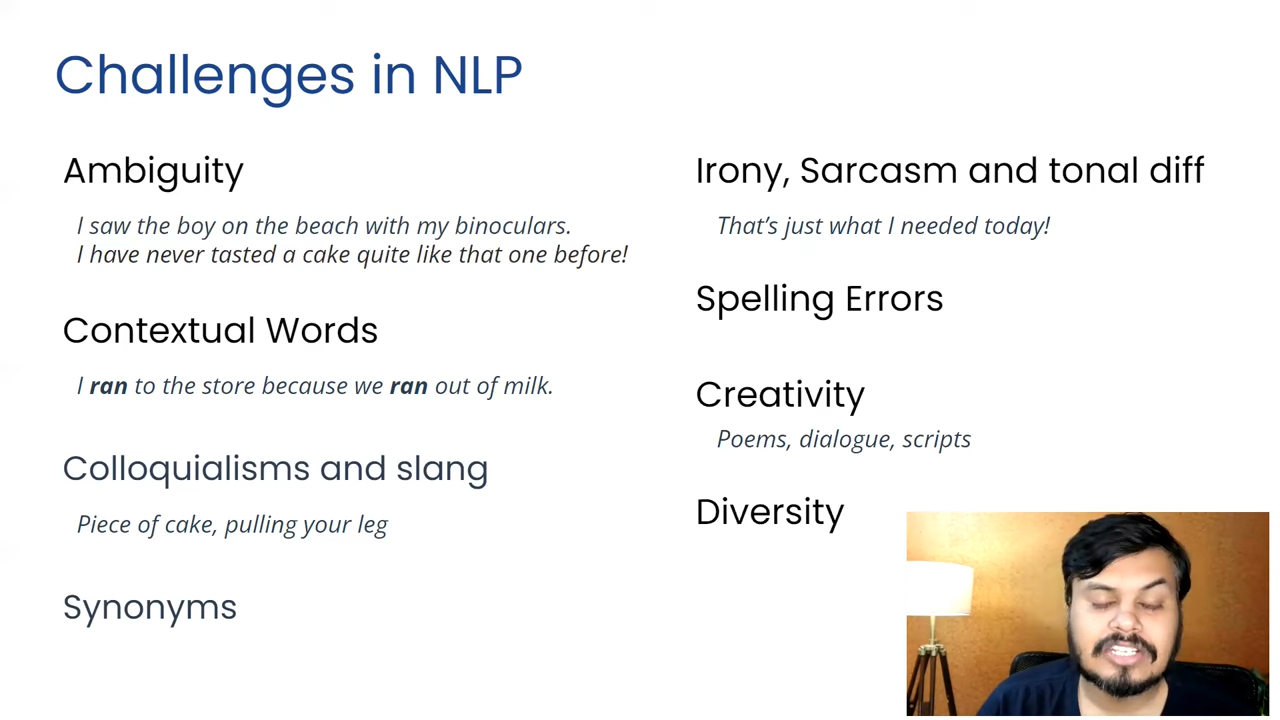 Challenges in NLP
Ambiguity
I saw the boy on the beach with my binoculars.
I have never tasted a cake quite like that one before!
Contextual Words
I ran to the store because we ran out of milk.
Colloquialisms and slang
Piece of cake, pulling your leg
Synonyms
Irony, Sarcasm and tonal diff
That’s just what I needed today!
Spelling Errors
Creativity
Poems, dialogue, scripts
Diversity